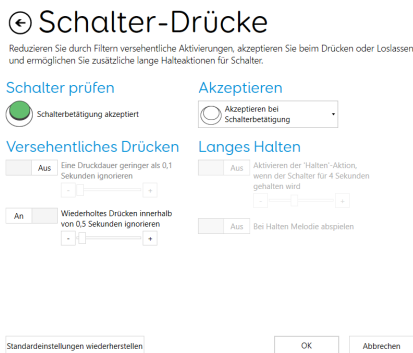 Schalter-Drücke
Reduzieren Sie durch Filtern versehentliche Aktivierungen, akzeptieren Sie beim Drücken oder Loslassen
und ermöglichen Sie zusätzliche lange Halteaktionen für Schalter.
Schalter prüfen
Schalterbetätigung akzeptiert
Akzeptieren
Akzeptieren bei
Schalterbetätigung
Versehentliches Drücken
Aus
Eine Druckdauer geringer als 0,1
Sekunden ignorieren
- +
An
Wiederholtes Drücken innerhalb
von 0,5 Sekunden ignorieren
- +
Langes Halten
Aus
Aktivieren der 'Halten'-Aktion,
wenn der Schalter für 4 Sekunden
gehalten wird
- +
Aus
Bei Halten Melodie abspielen
Standardeinstellungen wiederherstellen
OK
Abbrechen